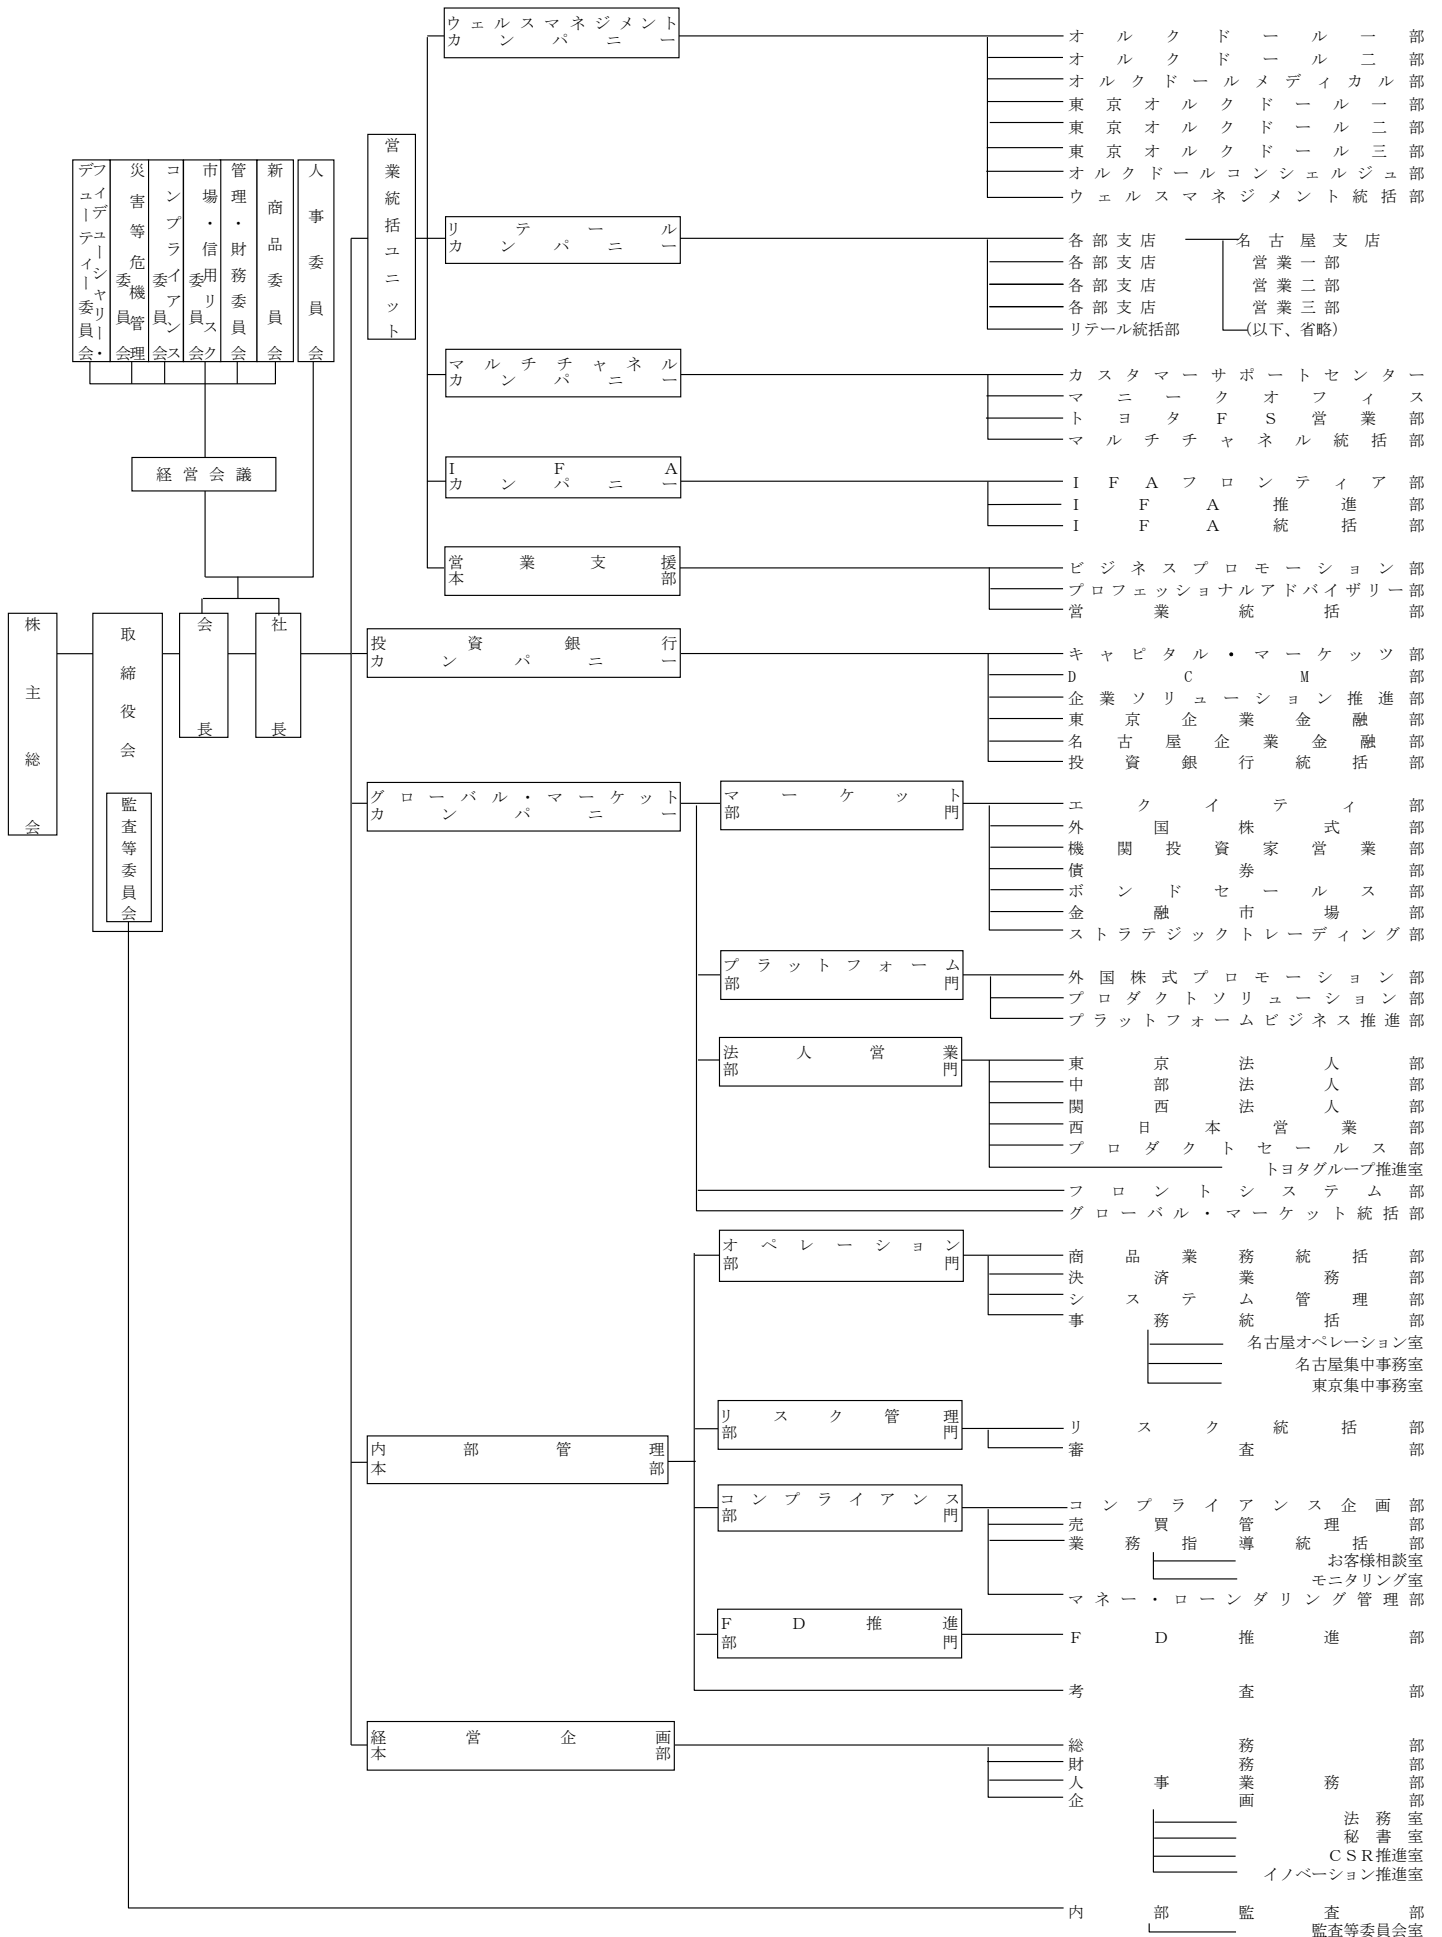 ウェルスマネジメント
カンパニー
オルクドール一部
オルクドール二部
オルクドールメディカル部
東京オルクドール一部
東京オルクドール二部
東京オルクドール三部
オルクドールコンシェルジュ部
ウェルスマネジメント統括部
営業統括ユニット
フィデューシャリー・
デューティー委員会
災害等危機管理
委員会
コンプライアンス
委員会
市場・信用リスク
委員会
管理・財務委員会
新商品委員会
人事委員会
リテール
カンパニー
各部支店
名古屋支店
各部支店
営業一部
各部支店
営業二部
各部支店
営業三部
リテール統括部
(以下、省略)
マルチチャネル
カンパニー
カスタマーサポートセンター
マニークオフィス
トヨタFS営業部
マルチチャネル統括部
経営会議
IFA
カンパニー
IFAフロンティア部
IFA推進部
IFA統括部
営業支援
本部
ビジネスプロモーション部
プロフェッショナルアドバイザリー部
営業統括部
株主総会
取締役会
監査等委員会
会長
社長
投資銀行
カンパニー
キャピタル・マーケッツ部
DCM部
企業ソリューション推進部
東京企業金融部
名古屋企業金融部
投資銀行統括部
グローバル・マーケット
カンパニー
マーケット
部門
エクイティ部
外国株式部
機関投資家営業部
債券部
ボンドセールス部
金融市場部
ストラテジックトレーディング部
プラットフォーム
部門
外国株式プロモーション部
プロダクトソリューション部
プラットフォームビジネス推進部
法人営業
部門
東京法人部
中部法人部
関西法人部
西日本営業部
プロダクトセールス部
トヨタグループ推進室
フロントシステム部
グローバル・マーケット統括部
オペレーション
部門
商品業務統括部
決済業務部
システム管理部
事務統括部
名古屋オペレーション室
名古屋集中事務室
東京集中事務室
内部管理
本部
リスク管理
部門
リスク統括部
審査部
コンプライアンス
部門
コンプライアンス企画部
売買管理部
業務指導統括部
お客様相談室
モニタリング室
マネー・ローンダリング管理部
FD推進
部門
FD推進部
考査部
経営企画
本部
総務部
財務部
人事業務部
企画部
法務室
秘書室
CSR推進室
イノベーション推進室
内部監査部
監査等委員会室